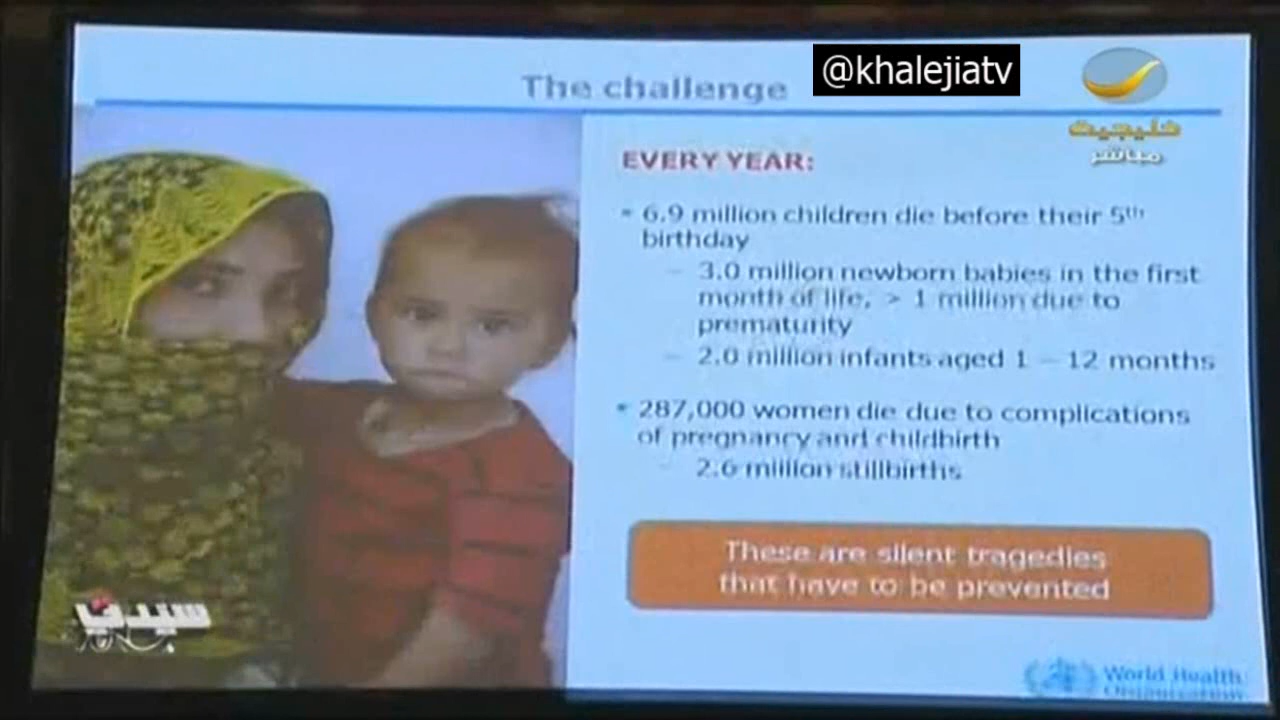 The challenge
@khalejiatv
خليجية
مباشر
EVERY YEAR:
- 6.9 million children die before their 5th
birthday
– 3.0 million newborn babies in the first
month of life, > 1 million due to
prematurity
– 2.0 million infants aged 1 – 12 months
• 287,000 women die due to complications
of pregnancy and childbirth
– 2.6 million stillbirths
These are silent tragedies
that have to be prevented
سيدتي
World Health
Organization